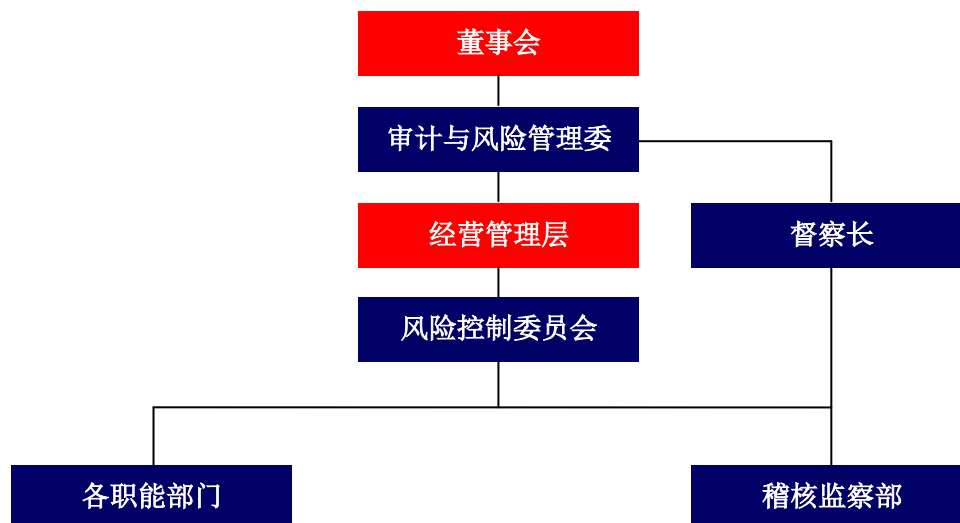 董事会
审计与风险管理委
经营管理层
督察长
风险控制委员会
各职能部门
稽核监察部